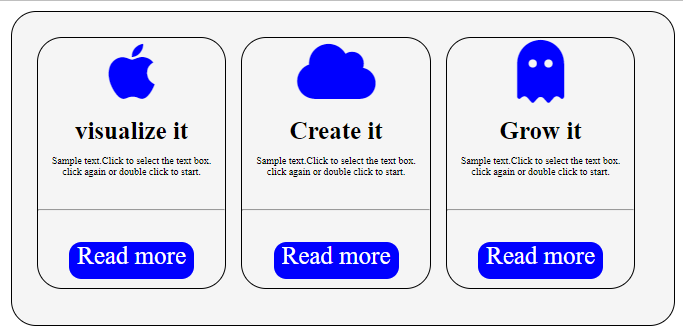 visualize it
Sample text.Click to select the text box.
click again or double click to start.
Read more
Create it
Sample text.Click to select the text box.
click again or double click to start.
Read more
Grow it
Sample text.Click to select the text box.
click again or double click to start.
Read more